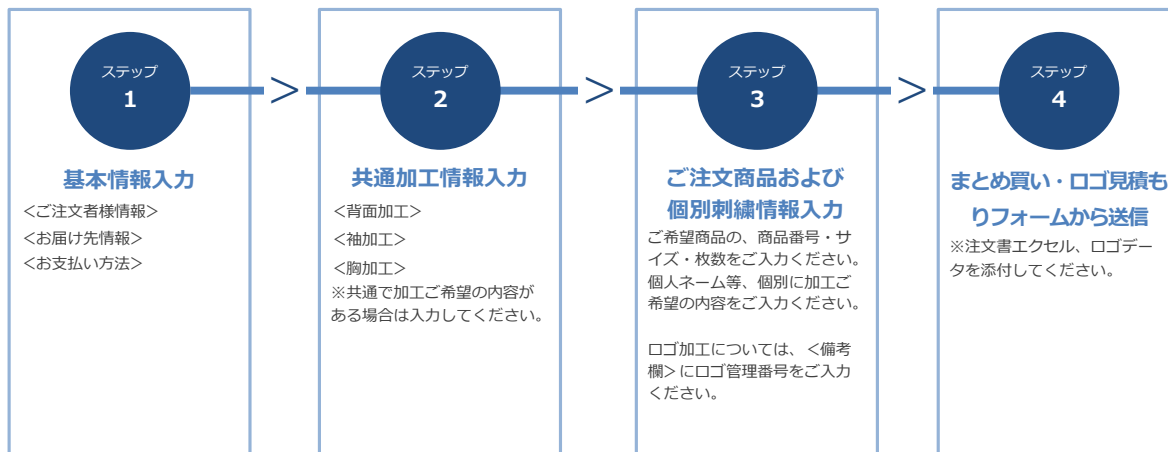 ステップ
1
基本情報入力
<ご注文者様情報>
<お届け先情報>
<お支払い方法>
>
ステップ
2
共通加工情報入力
<背面加工>
<袖加工>
<胸加工>
※共通で加工ご希望の内容が
ある場合は入力してください。
>
ステップ
3
ご注文商品および
個別刺繍情報入力
ご希望商品の、商品番号・サ
イズ・枚数をご入力ください。
個人ネーム等、個別に加工ご
希望の内容をご入力ください。
ロゴ加工については、<備考
欄>にロゴ管理番号をご入力
ください。
>
ステップ
4
まとめ買い・ロゴ見積も
りフォームから送信
※注文書エクセル、ロゴデー
タを添付してください。